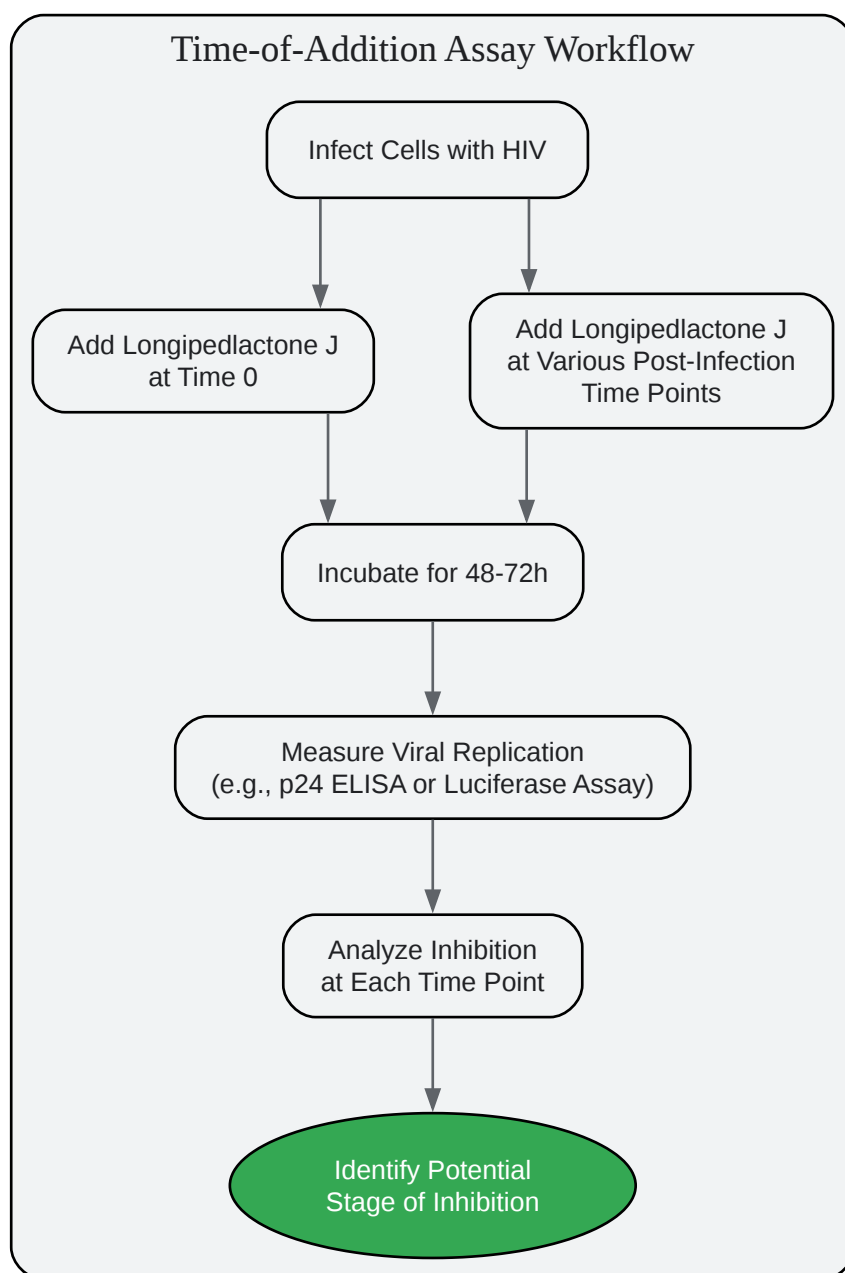 Time-of-Addition Assay Workflow
Infect Cells with HIV
Add Longipedlactone J
at Time 0
Add Longipedlactone J
at Various Post-Infection
Time Points
Incubate for 48-72h
Measure Viral Replication
(e.g., p24 ELISA or Luciferase Assay)
Analyze Inhibition
at Each Time Point
Identify Potential
Stage of Inhibition